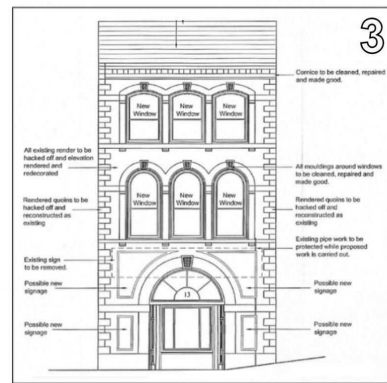 3
Cornice to be cleaned, repaired
and made good.
New
Window
New
Window
New
Window
All existing render to be
hacked off and elevation
rendered and
redecorated
All mouldings around windows
to be cleaned, repaired and
made good.
New
Window
New
Window
New
Window
Rendered quoins to be
hacked off and
reconstructed as
existing
Rendered quoins to be
hacked off and
reconstructed as
existing
Existing pipe work to be
protected while proposed
work is carried out.
Existing sign
to be removed.
Possible new
signage
Possible new
signage
13
Possible new
signage
Possible new
signage